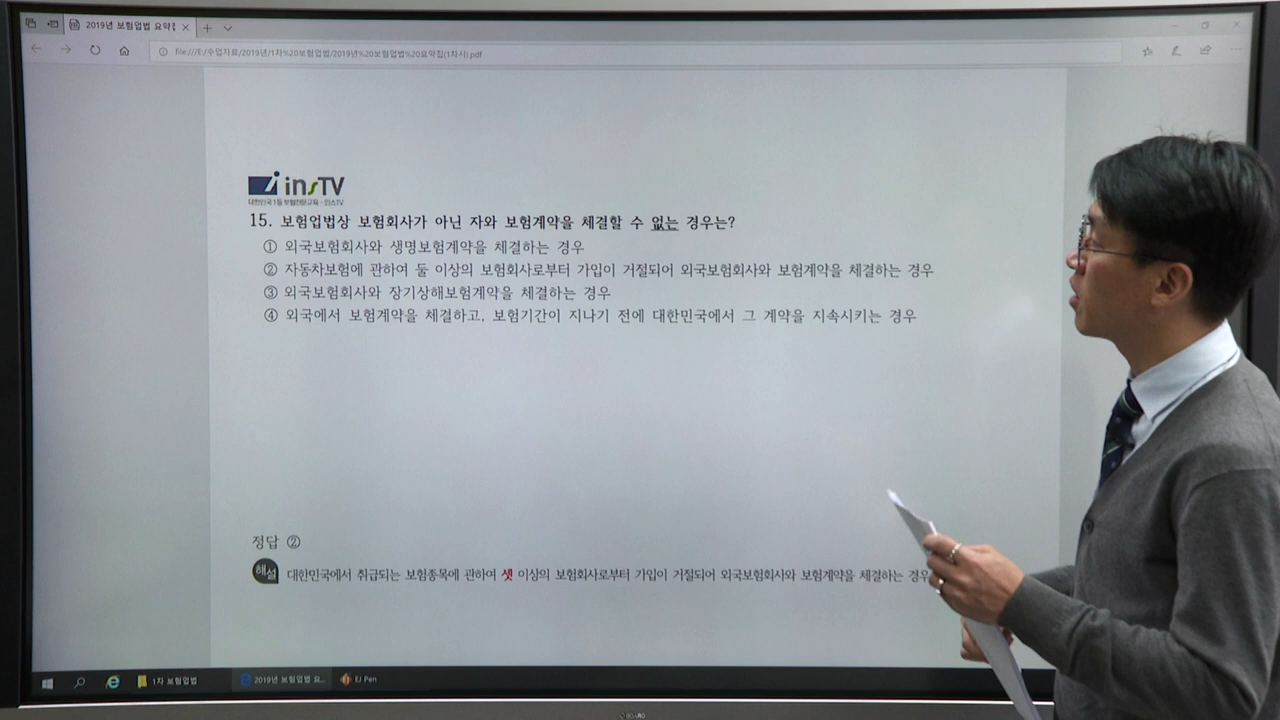 2019년 보험업법 요약집
file:///E:/수업자료/2019년/1차%20보험업법/2019년%20보험업법%20요약집(1차시).pdf
insTV
대한민국 1등 보험전문교육 - 인스TV
15. 보험업법상 보험회사가 아닌 자와 보험계약을 체결할 수 없는 경우는?
① 외국보험회사와 생명보험계약을 체결하는 경우
② 자동차보험에 관하여 둘 이상의 보험회사로부터 가입이 거절되어 외국보험회사와 보험계약을 체결하는 경우
③ 외국보험회사와 장기상해보험계약을 체결하는 경우
④ 외국에서 보험계약을 체결하고, 보험기간이 지나기 전에 대한민국에서 그 계약을 지속시키는 경우
정답 ②
해설 대한민국에서 취급되는 보험종목에 관하여 셋 이상의 보험회사로부터 가입이 거절되어 외국보험회사와 보험계약을 체결하는 경우
1차 보험업법
2019년 보험업법 요...
EJ Pen